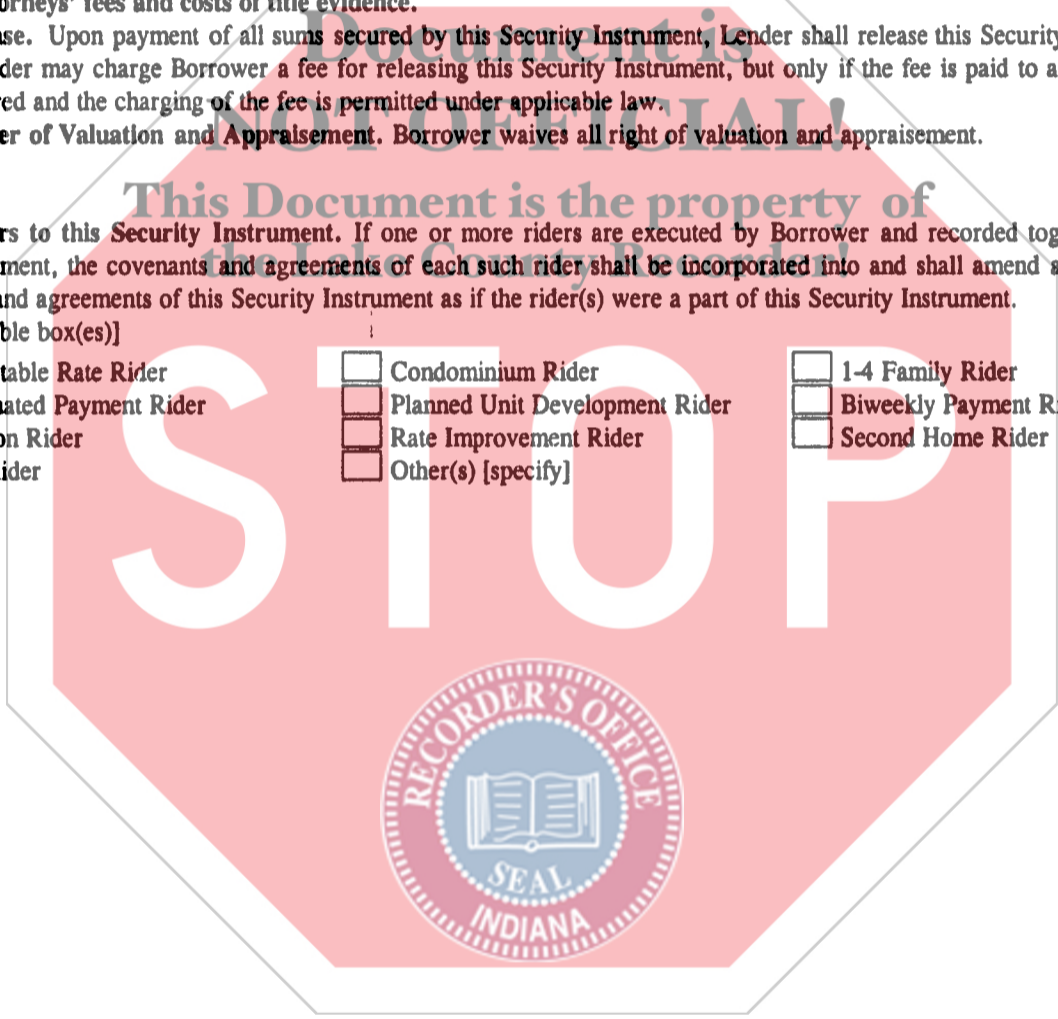 orneys' fees and costs of title evidence.
Document is
ase. Upon payment of all sums secured by this Security Instrument, Lender shall release this Security
der may charge Borrower a fee for releasing this Security Instrument, but only if the fee is paid to a
ed and the charging of the fee is permitted under applicable law.
NOT OFFICIAL!
er of Valuation and Appraisement. Borrower waives all right of valuation and appraisement.
This Document is the property of
rs to this Security Instrument. If one or more riders are executed by Borrower and recorded tog
the Lake County Recorder!
ment, the covenants and agreements of each such rider shall be incorporated into and shall amend a
nd agreements of this Security Instrument as if the rider(s) were a part of this Security Instrument.
ble box(es)]
table Rate Rider Condominium Rider 1-4 Family Rider
uated Payment Rider Planned Unit Development Rider Biweekly Payment Ri
on Rider Rate Improvement Rider Second Home Rider
ider Other(s) [specify]
STOP
RECORDER'S OFFICE
SEAL
INDIANA